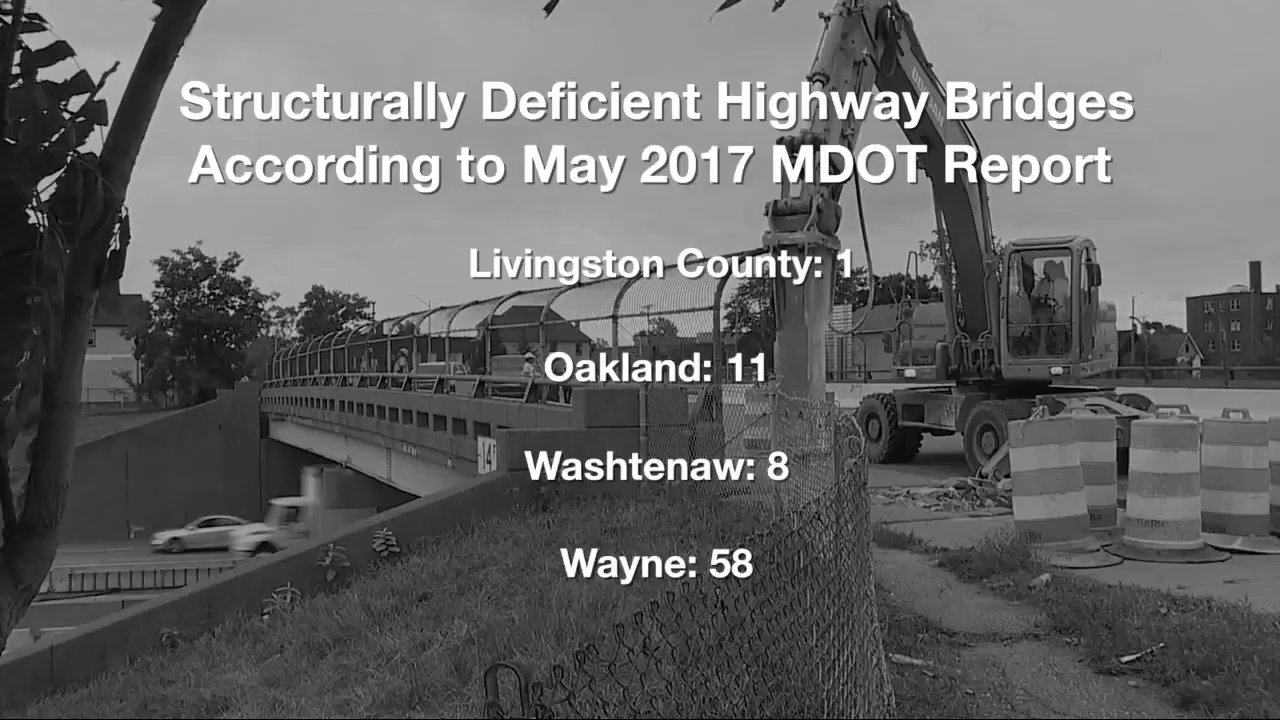 Structurally Deficient Highway Bridges
According to May 2017 MDOT Report
Livingston County: 1
Oakland: 11
Washtenaw: 8
Wayne: 58
14'